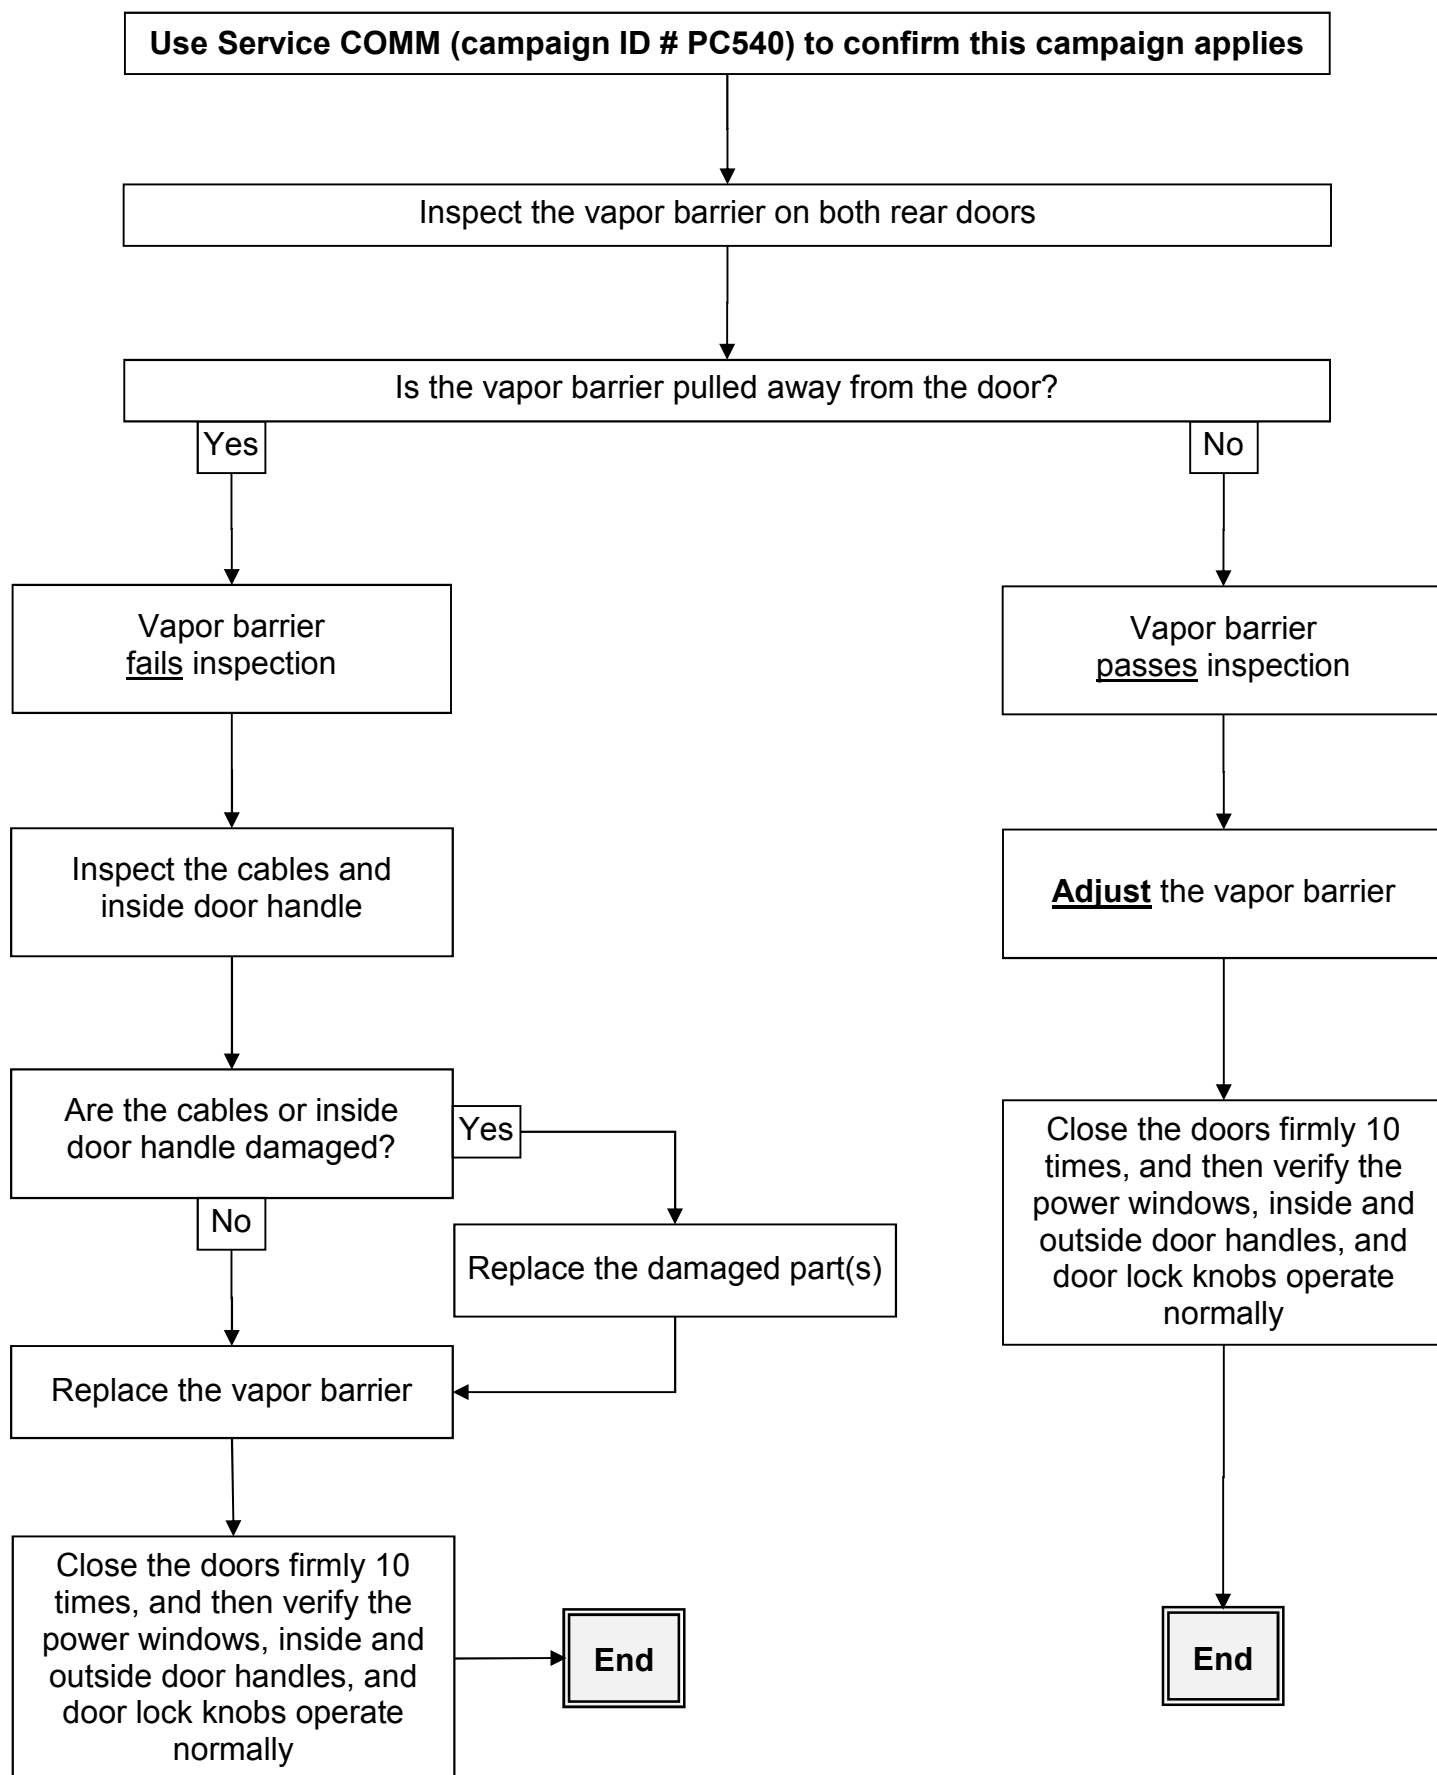 Use Service COMM (campaign ID # PC540) to confirm this campaign applies
Inspect the vapor barrier on both rear doors
Is the vapor barrier pulled away from the door?
Yes
No
Vapor barrier
fails inspection
Vapor barrier
passes inspection
Inspect the cables and
inside door handle
Adjust the vapor barrier
Are the cables or inside
door handle damaged?
Yes
No
Replace the damaged part(s)
Close the doors firmly 10
times, and then verify the
power windows, inside and
outside door handles, and
door lock knobs operate
normally
Replace the vapor barrier
Close the doors firmly 10
times, and then verify the
power windows, inside and
outside door handles, and
door lock knobs operate
normally
End
End